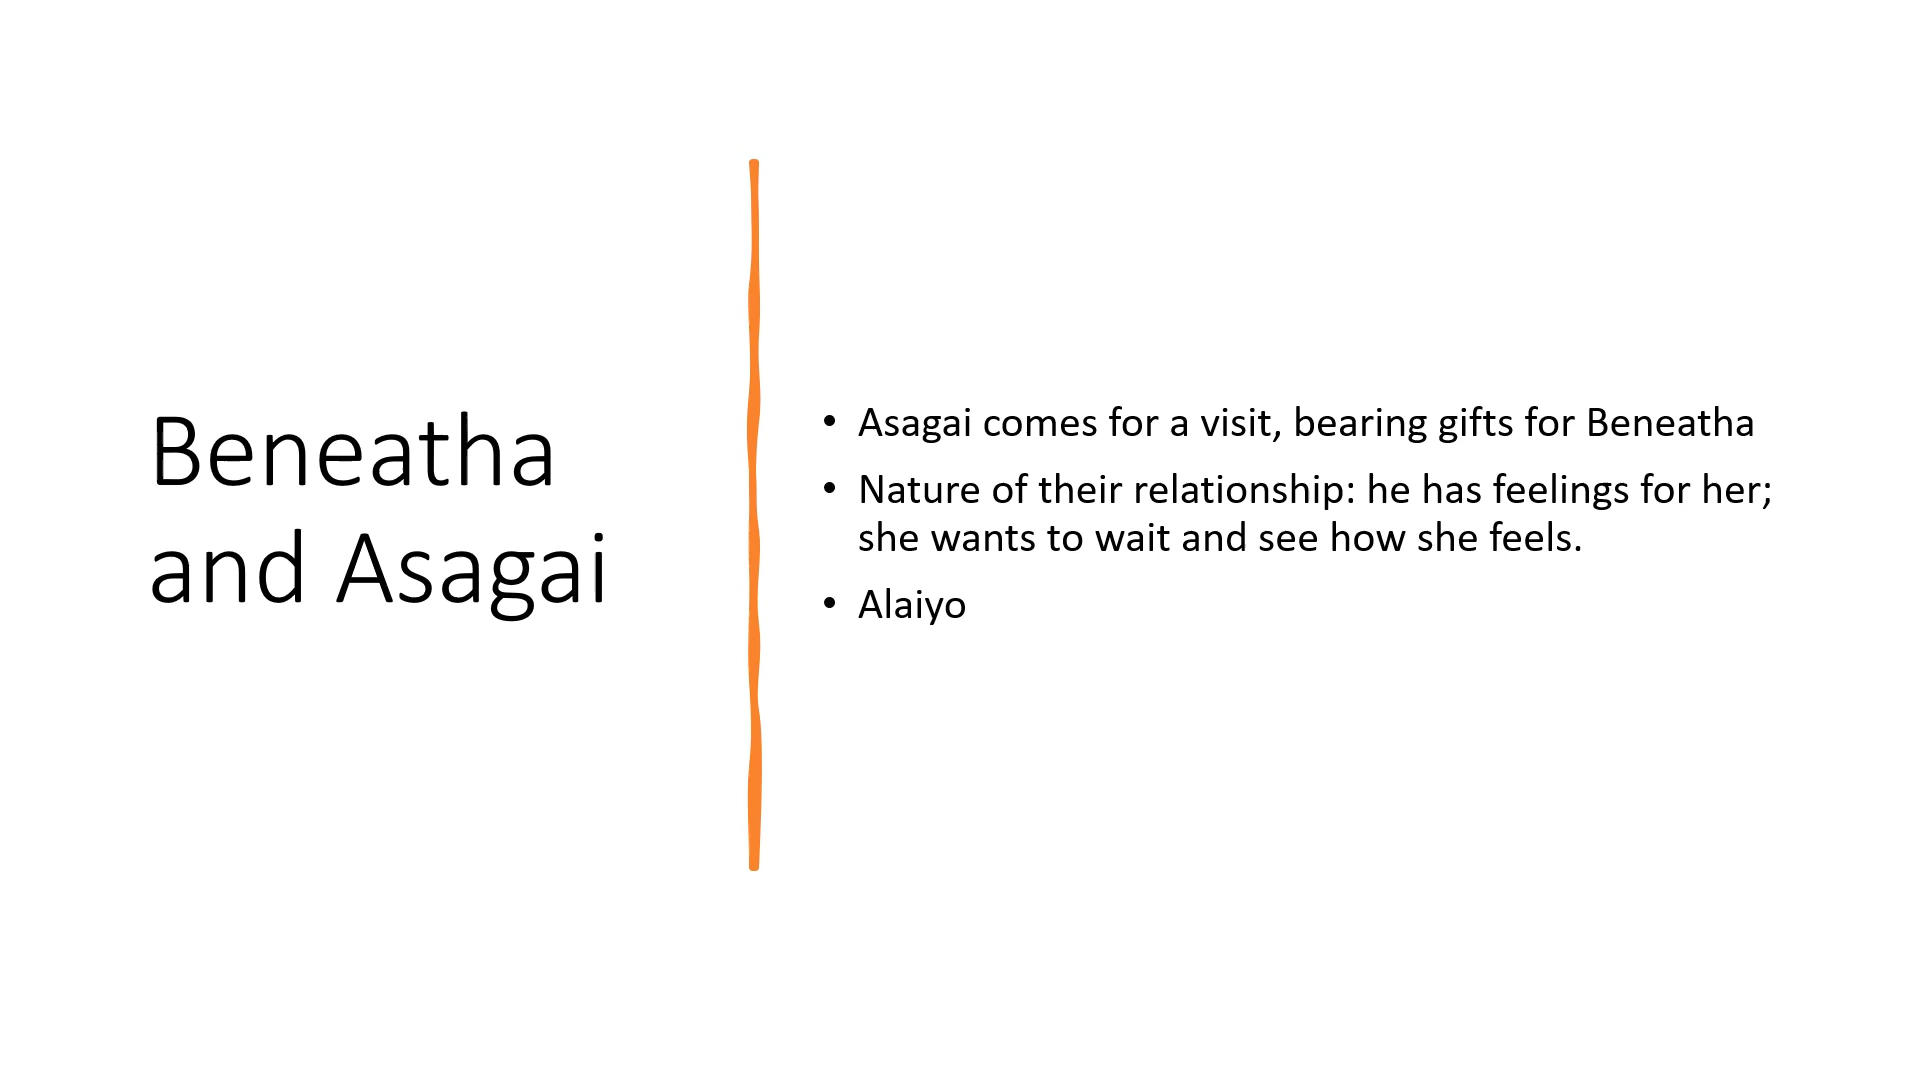 Beneatha
and Asagai
• Asagai comes for a visit, bearing gifts for Beneatha
• Nature of their relationship: he has feelings for her;
she wants to wait and see how she feels.
• Alaiyo